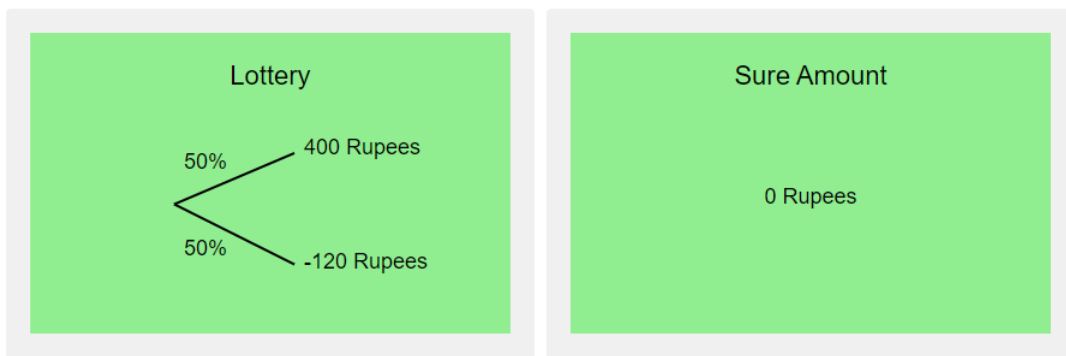 Lottery
50%
400 Rupees
50%
-120 Rupees
Sure Amount
0 Rupees